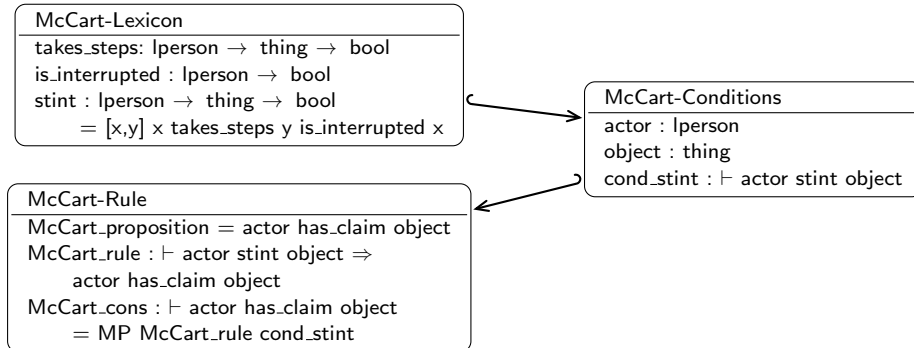 McCart-Lexicon
takes_steps: lperson → thing → bool
is_interrupted : lperson → bool
stint : lperson → thing → bool
= [x,y] x takes_steps y is_interrupted x
McCart-Conditions
actor : lperson
object : thing
cond_stint : ⊢ actor stint object
McCart-Rule
McCart_proposition = actor has_claim object
McCart_rule : ⊢ actor stint object ⇒
actor has_claim object
McCart_cons : ⊢ actor has_claim object
= MP McCart_rule cond_stint